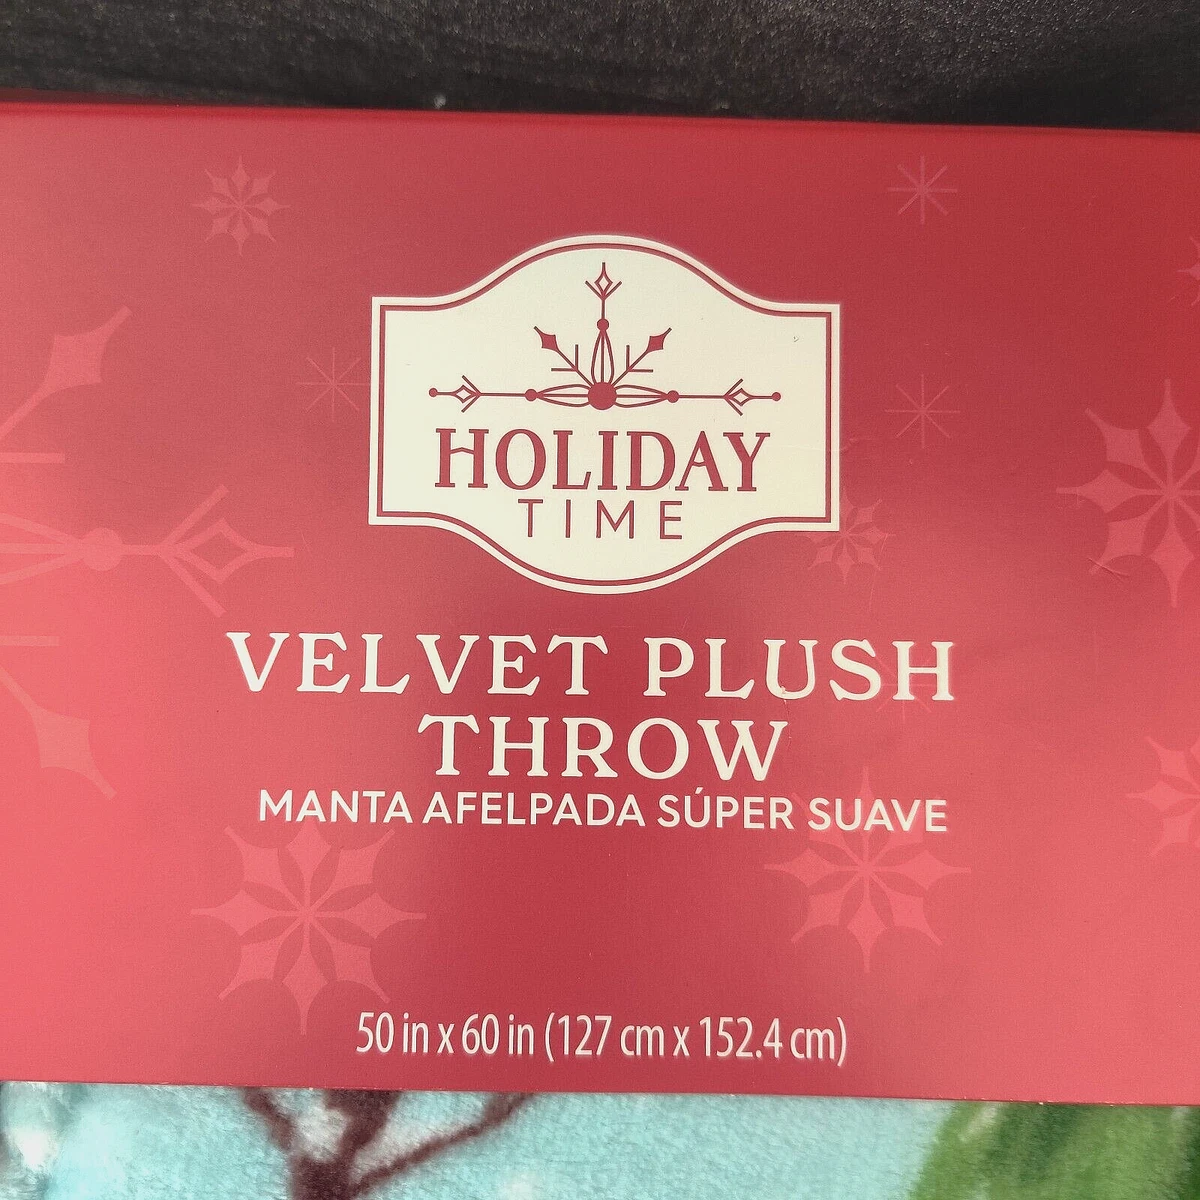 HOLIDAY
TIME
VELVET PLUSH
THROW
MANTA AFELPADA SÚPER SUAVE
50 in x 60 in (127 cm x 152.4 cm)